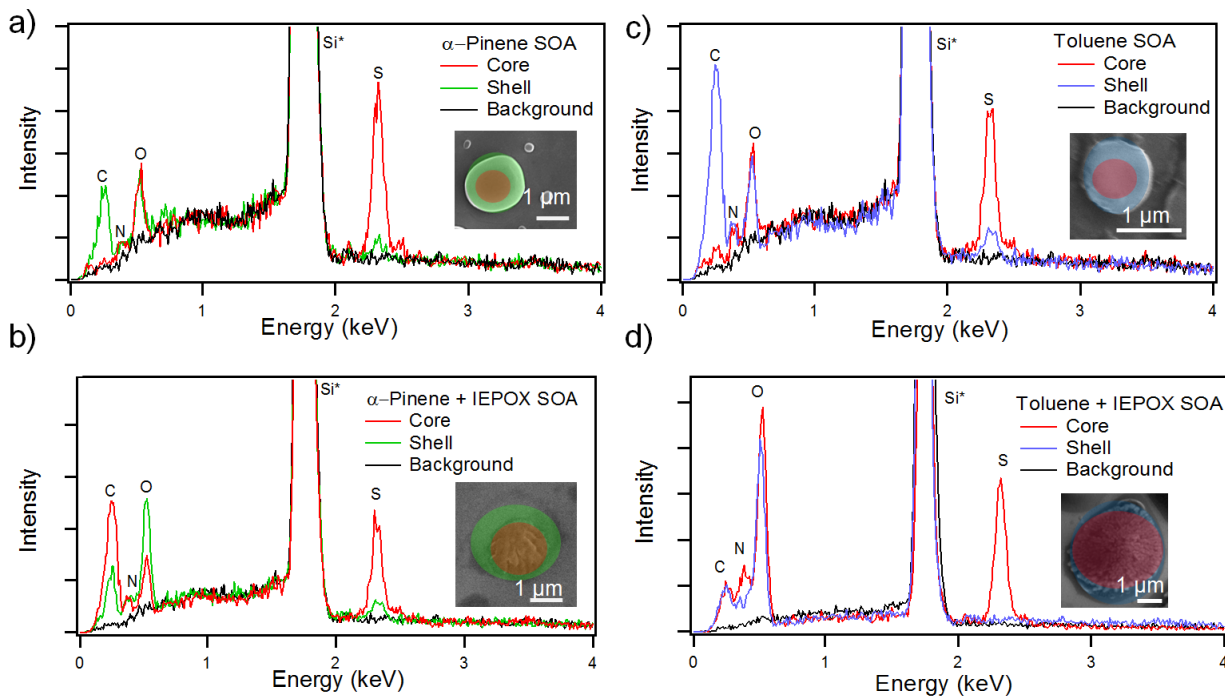 a)
α-Pinene SOA
Core
Shell
Background
Si*
S
C
O
N
1 μm
Intensity
0
1
2
3
4
Energy (keV)
c)
Toluene SOA
Core
Shell
Background
Si*
S
C
O
N
1 μm
Intensity
0
1
2
3
4
Energy (keV)
b)
α-Pinene + IEPOX SOA
Core
Shell
Background
Si*
S
C
O
N
1 μm
Intensity
0
1
2
3
4
Energy (keV)
d)
Toluene + IEPOX SOA
Core
Shell
Background
Si*
S
O
N
C
1 μm
Intensity
0
1
2
3
4
Energy (keV)